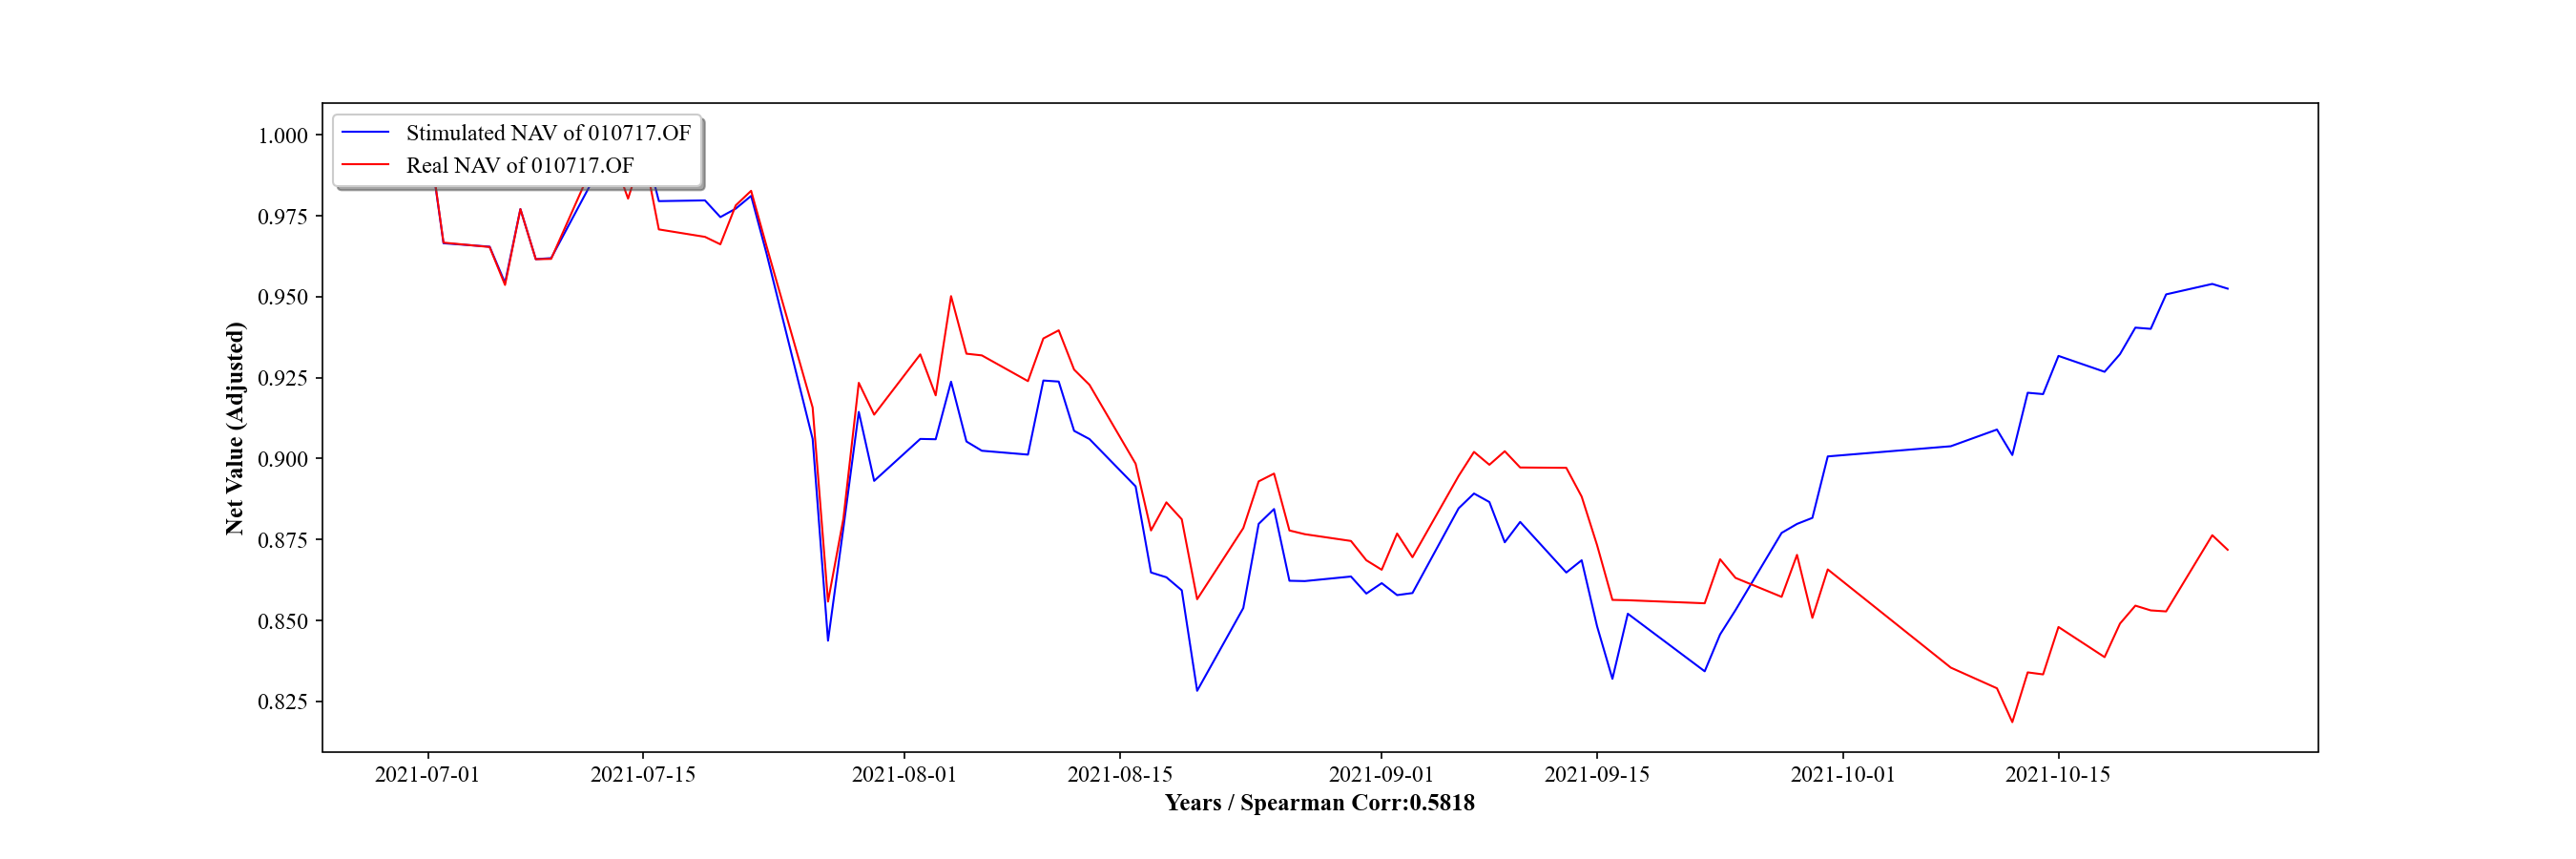 Stimulated NAV of 010717.OF
Real NAV of 010717.OF
1.000
0.975
0.950
0.925
0.900
0.875
0.850
0.825
Net Value (Adjusted)
2021-07-01 2021-07-15 2021-08-01 2021-08-15 2021-09-01 2021-09-15 2021-10-01 2021-10-15
Years / Spearman Corr:0.5818